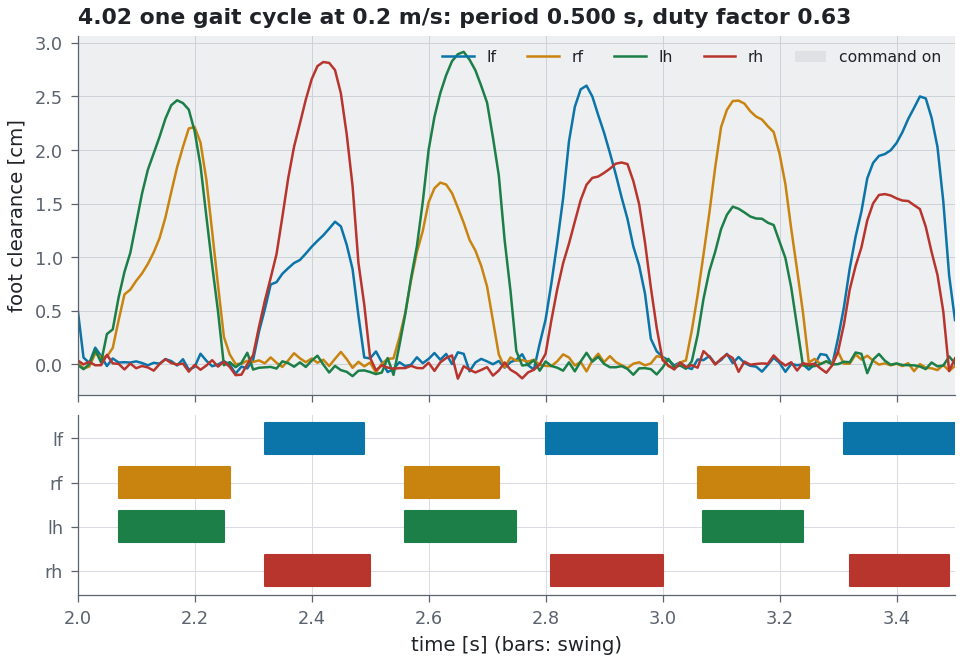 4.02 one gait cycle at 0.2 m/s: period 0.500 s, duty factor 0.63
foot clearance [cm]
3.0
2.5
2.0
1.5
1.0
0.5
0.0
lf rf lh rh command on
lf
rf
lh
rh
2.0 2.2 2.4 2.6 2.8 3.0 3.2 3.4
time [s] (bars: swing)